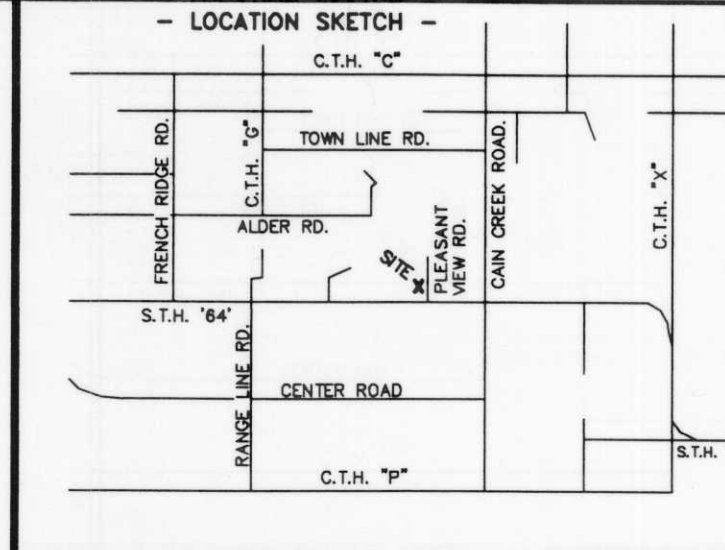 - LOCATION SKETCH -
C.T.H. "C"
FRENCH RIDGE RD.
C.T.H. "G"
TOWN LINE RD.
CAIN CREEK ROAD.
C.T.H. "X"
ALDER RD.
SITE X
PLEASANT
VIEW RD.
S.T.H. '64'
RANGE LINE RD.
CENTER ROAD
S.T.H.
C.T.H. "P"